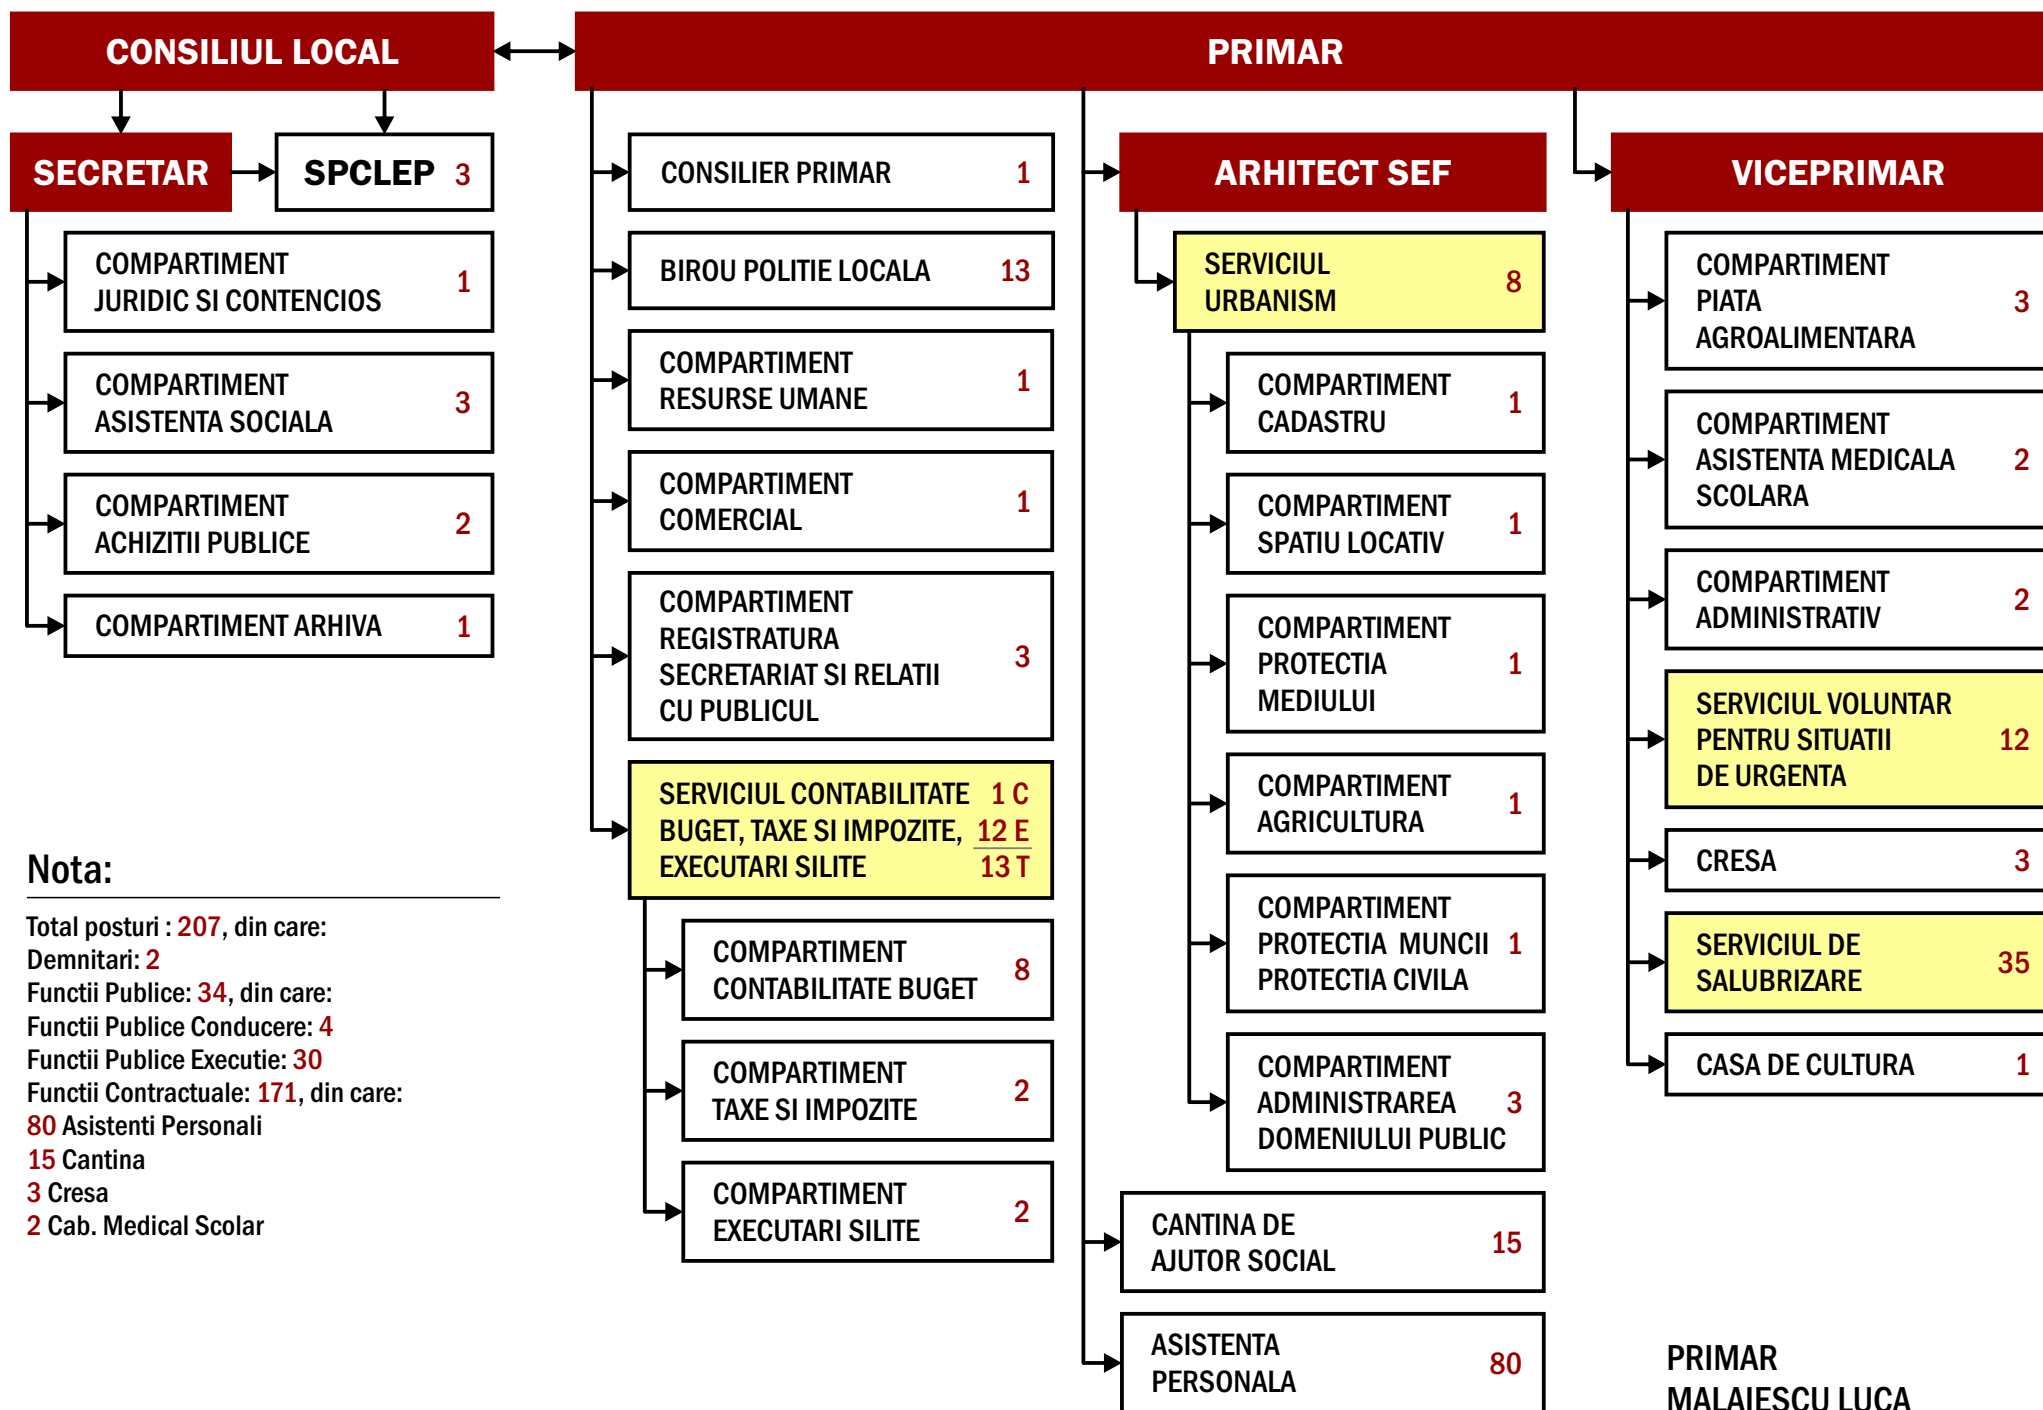 CONSILIUL LOCAL
PRIMAR
SECRETAR
SPCLEP 3
COMPARTIMENT
JURIDIC SI CONTENCIOS 1
COMPARTIMENT
ASISTENTA SOCIALA 3
COMPARTIMENT
ACHIZITII PUBLICE 2
COMPARTIMENT ARHIVA 1
CONSILIER PRIMAR 1
BIROU POLITIE LOCALA 13
COMPARTIMENT
RESURSE UMANE 1
COMPARTIMENT
COMERCIAL 1
COMPARTIMENT
REGISTRATURA
SECRETARIAT SI RELATII 3
CU PUBLICUL
SERVICIUL CONTABILITATE 1 C
BUGET, TAXE SI IMPOZITE, 12 E
EXECUTARI SILITE 13 T
COMPARTIMENT
CONTABILITATE BUGET 8
COMPARTIMENT
TAXE SI IMPOZITE 2
COMPARTIMENT
EXECUTARI SILITE 2
ARHITECT SEF
SERVICIUL
URBANISM 8
COMPARTIMENT
CADASTRU 1
COMPARTIMENT
SPATIU LOCATIV 1
COMPARTIMENT
PROTECTIA 1
MEDIULUI
COMPARTIMENT
AGRICULTURA 1
COMPARTIMENT
PROTECTIA MUNCII 1
PROTECTIA CIVILA
COMPARTIMENT
ADMINISTRAREA 3
DOMENIULUI PUBLIC
CANTINA DE
AJUTOR SOCIAL 15
ASISTENTA
PERSONALA 80
VICEPRIMAR
COMPARTIMENT
PIATA 3
AGROALIMENTARA
COMPARTIMENT
ASISTENTA MEDICALA 2
SCOLARA
COMPARTIMENT
ADMINISTRATIV 2
SERVICIUL VOLUNTAR
PENTRU SITUATII 12
DE URGENTA
CRESA 3
SERVICIUL DE
SALUBRIZARE 35
CASA DE CULTURA 1
Nota:
Total posturi : 207, din care:
Demnitari: 2
Functii Publice: 34, din care:
Functii Publice Conducere: 4
Functii Publice Executie: 30
Functii Contractuale: 171, din care:
80 Asistenti Personali
15 Cantina
3 Cresa
2 Cab. Medical Scolar
PRIMAR
MALAIESCU LUCA